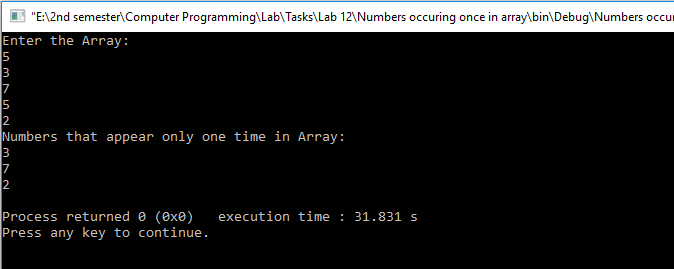 "E:\2nd semester\Computer Programming\Lab\Tasks\Lab 12\Numbers occuring once in array\bin\Debug\Numbers occu
Enter the Array:
5
3
7
5
2
Numbers that appear only one time in Array:
3
7
2
Process returned 0 (0x0)   execution time : 31.831 s
Press any key to continue.